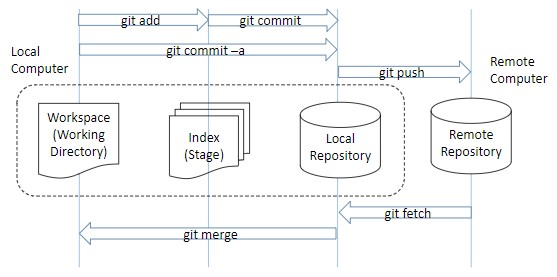 git add
git commit
git commit –a
Local
Computer
git push
Remote
Computer
Workspace
(Working
Directory)
Index
(Stage)
Local
Repository
Remote
Repository
git fetch
git merge